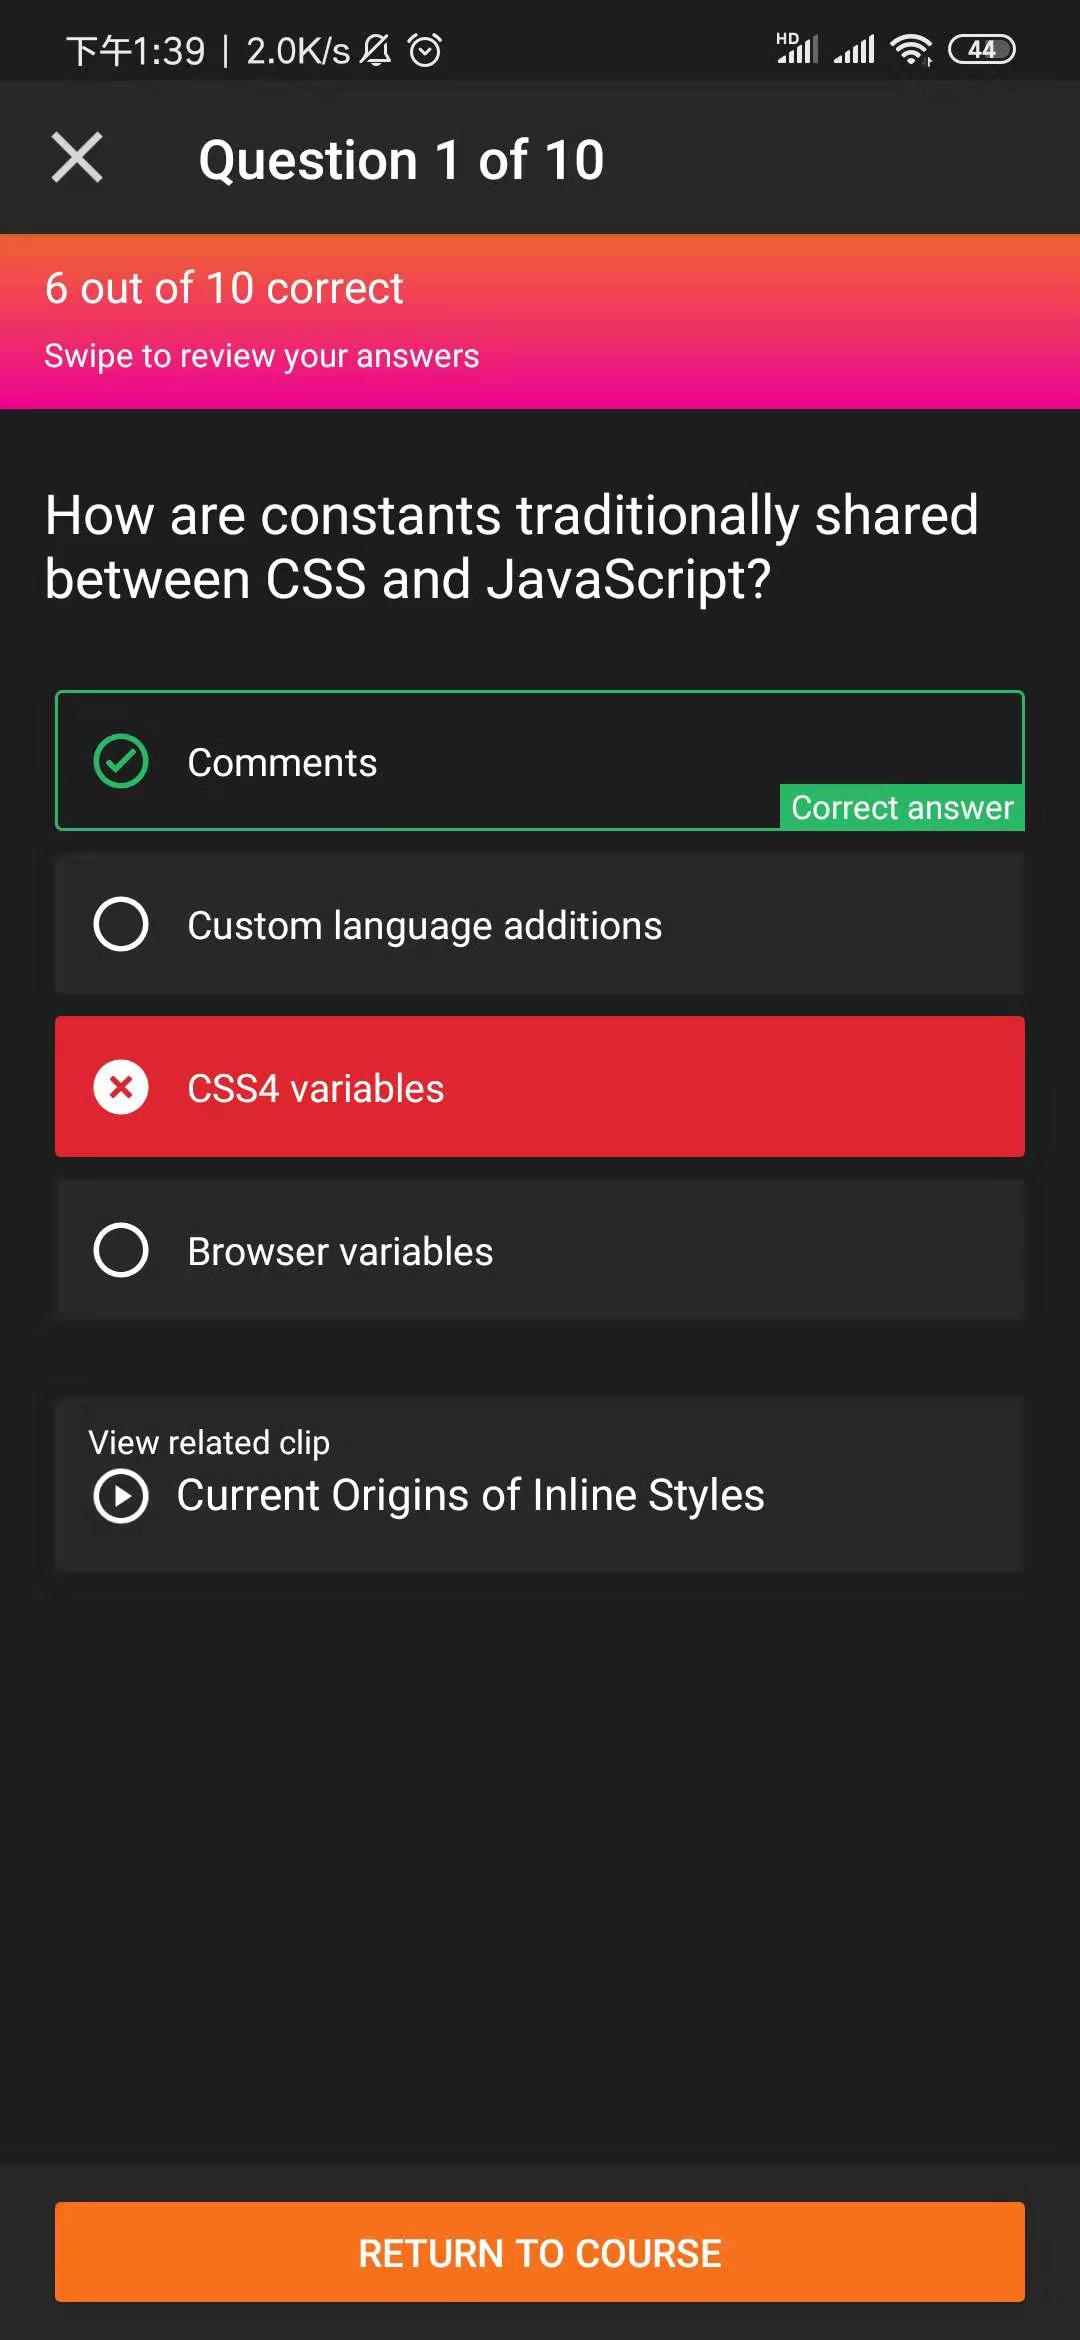 下午1:39 | 2.0K/s
HD
44
Question 1 of 10
6 out of 10 correct
Swipe to review your answers
How are constants traditionally shared
between CSS and JavaScript?
Comments
Correct answer
Custom language additions
CSS4 variables
Browser variables
View related clip
Current Origins of Inline Styles
RETURN TO COURSE